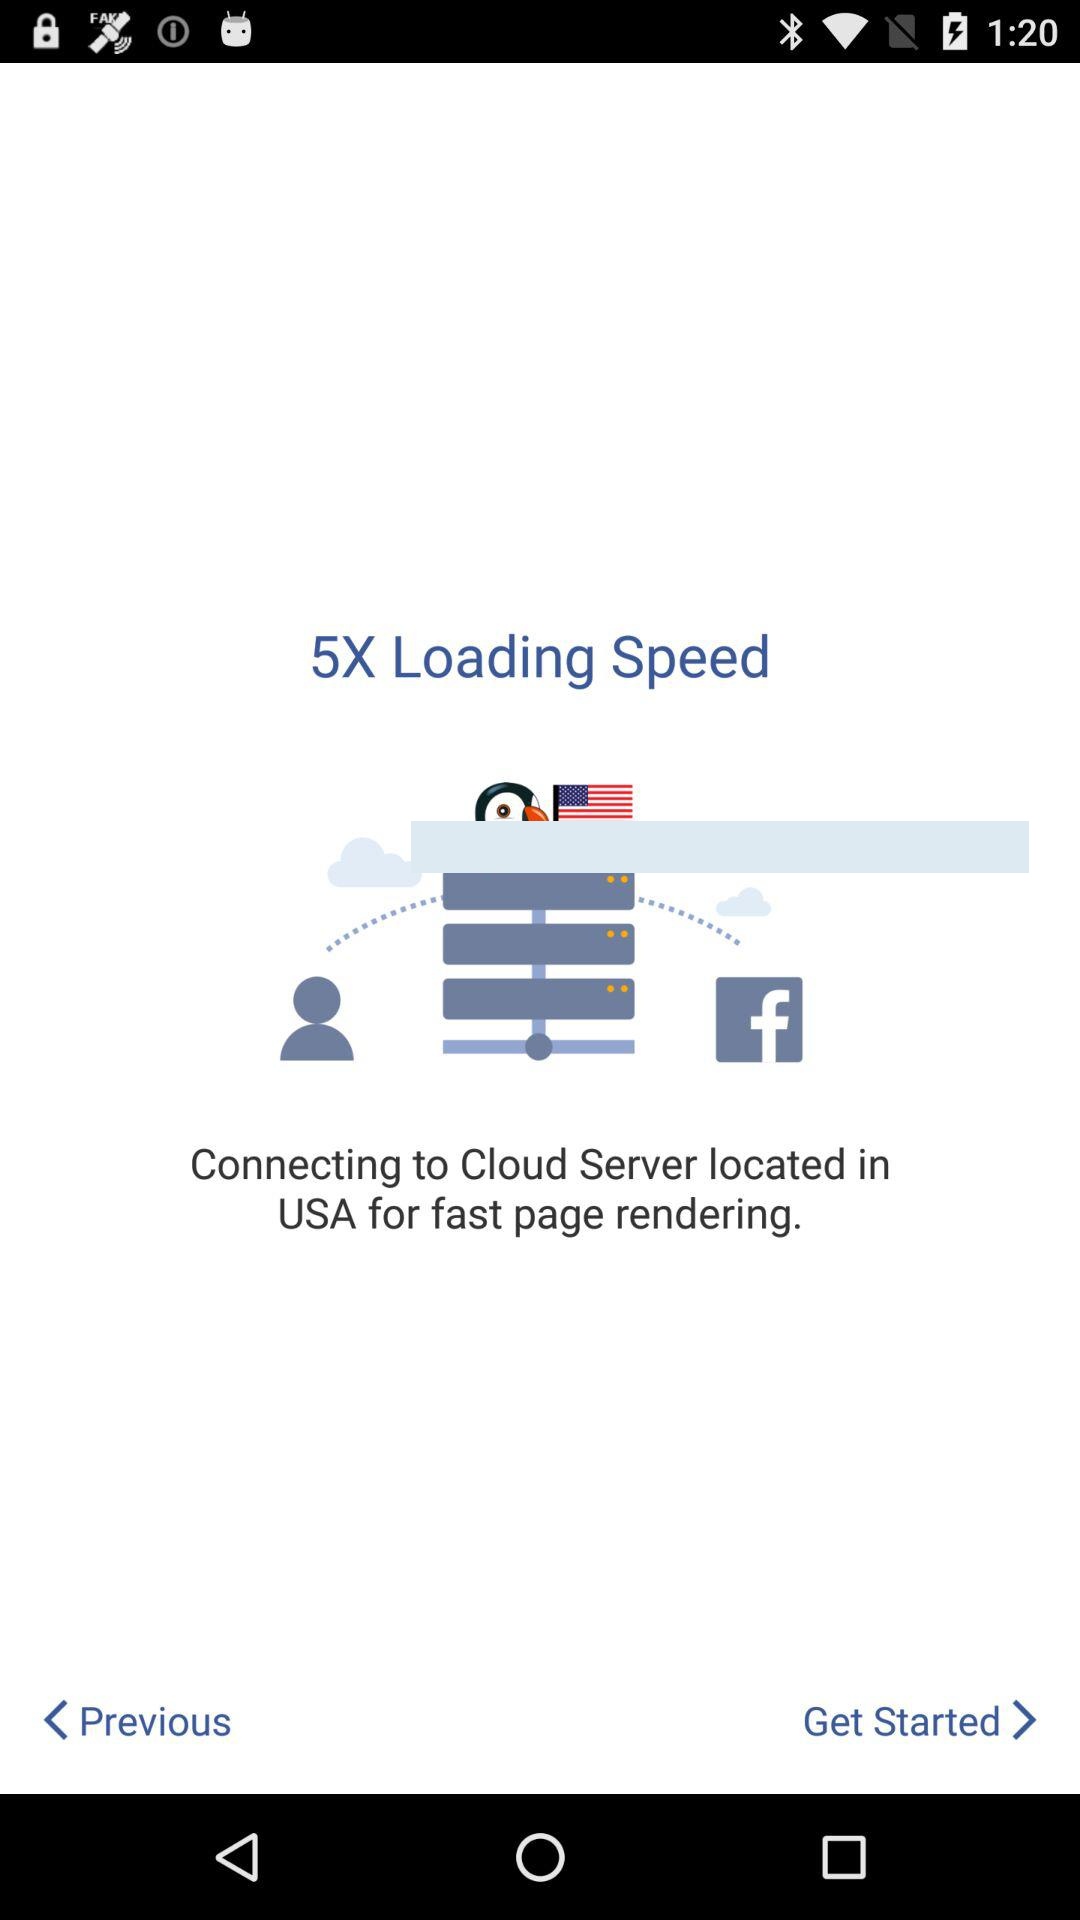 FAKE
1:20
5X Loading Speed
Connecting to Cloud Server located in
USA for fast page rendering.
Previous
Get Started